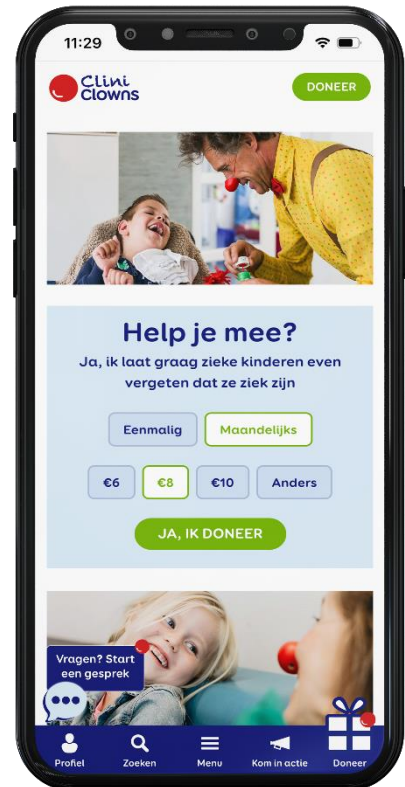 11:29
Clini
Clowns
DONEER
Help je mee?
Ja, ik laat graag zieke kinderen even
vergeten dat ze ziek zijn
Eenmalig Maandelijks
€6 €8 €10 Anders
JA, IK DONEER
Vragen? Start
een gesprek
Profiel Zoeken Menu Kom in actie Doneer